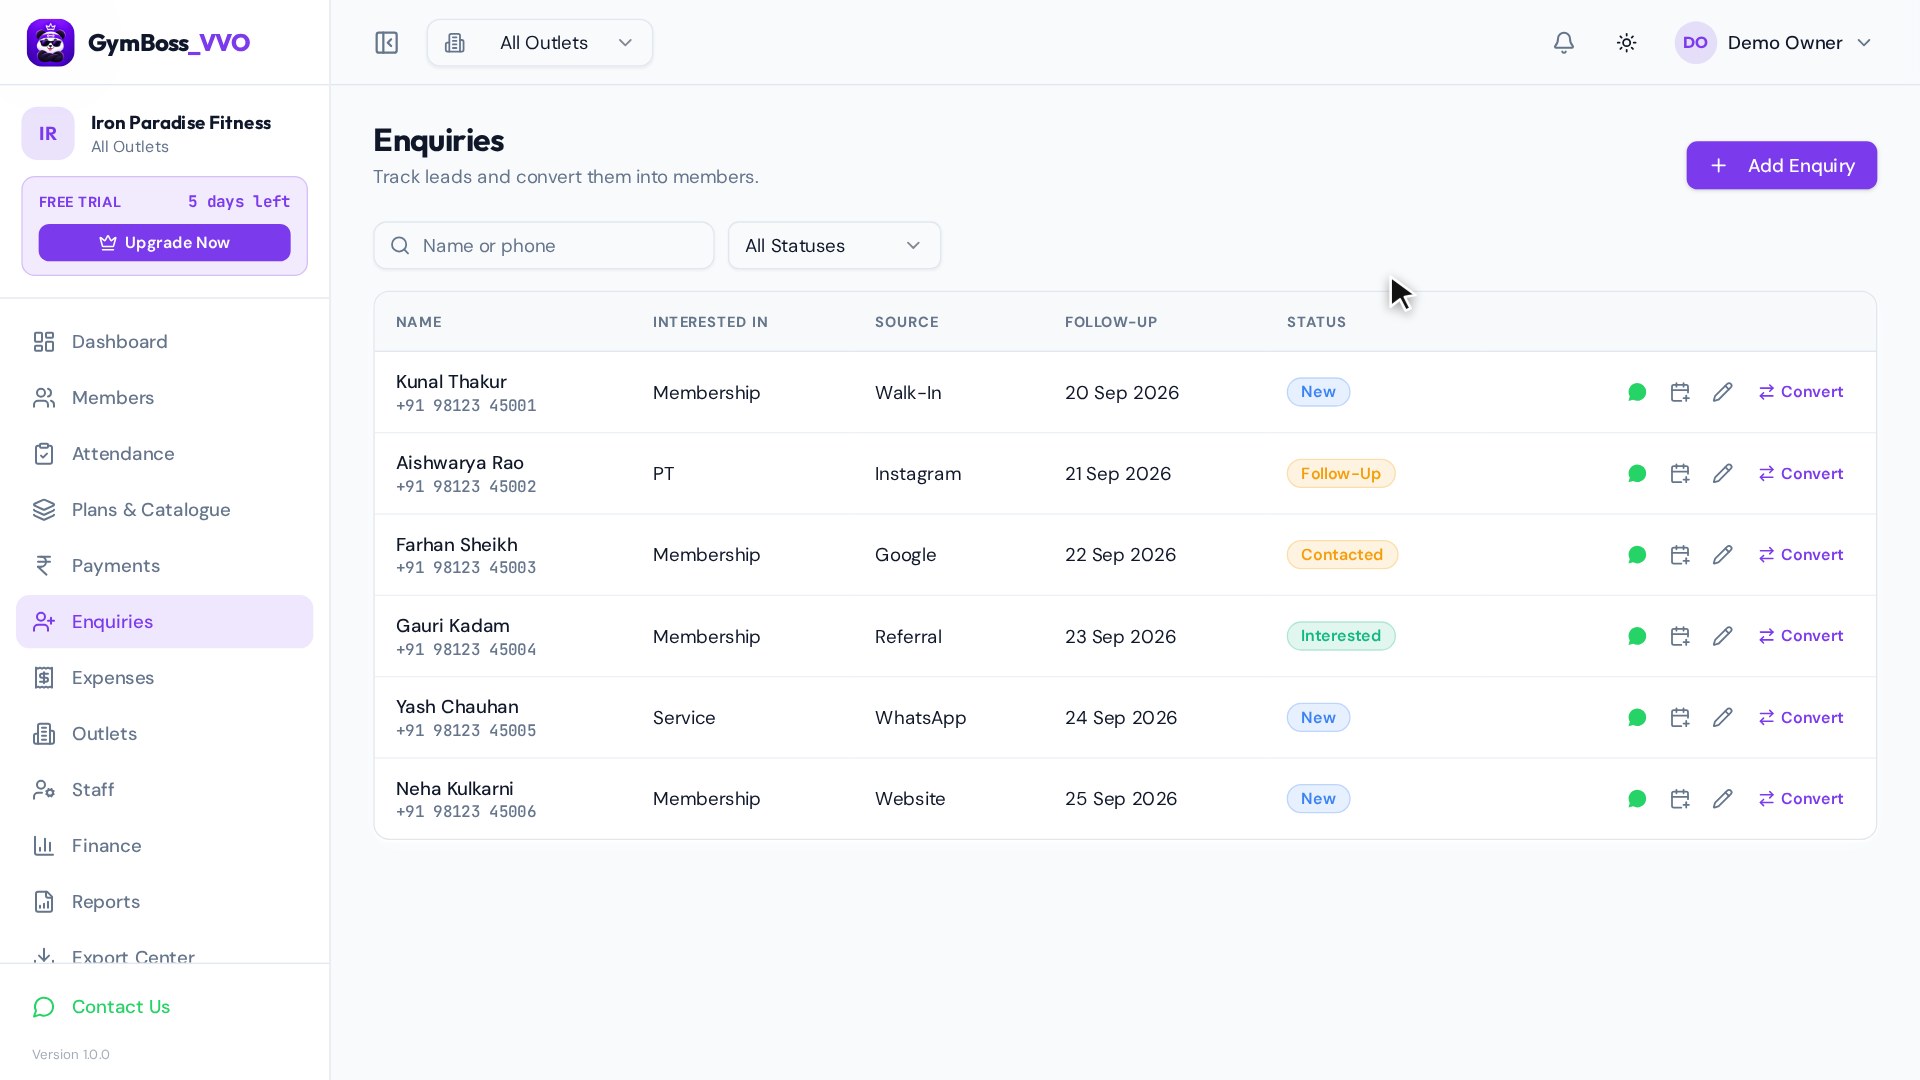 GymBoss_VVO
All Outlets
DO Demo Owner
IR
Iron Paradise Fitness
All Outlets
FREE TRIAL 5 days left
Upgrade Now
Dashboard
Members
Attendance
Plans & Catalogue
Payments
Enquiries
Expenses
Outlets
Staff
Finance
Reports
Export Center
Contact Us
Version 1.0.0
Enquiries
Track leads and convert them into members.
Add Enquiry
Name or phone
All Statuses
NAME INTERESTED IN SOURCE FOLLOW-UP STATUS
Kunal Thakur
+91 98123 45001
Membership Walk-In 20 Sep 2026 New Convert
Aishwarya Rao
+91 98123 45002
PT Instagram 21 Sep 2026 Follow-Up Convert
Farhan Sheikh
+91 98123 45003
Membership Google 22 Sep 2026 Contacted Convert
Gauri Kadam
+91 98123 45004
Membership Referral 23 Sep 2026 Interested Convert
Yash Chauhan
+91 98123 45005
Service WhatsApp 24 Sep 2026 New Convert
Neha Kulkarni
+91 98123 45006
Membership Website 25 Sep 2026 New Convert